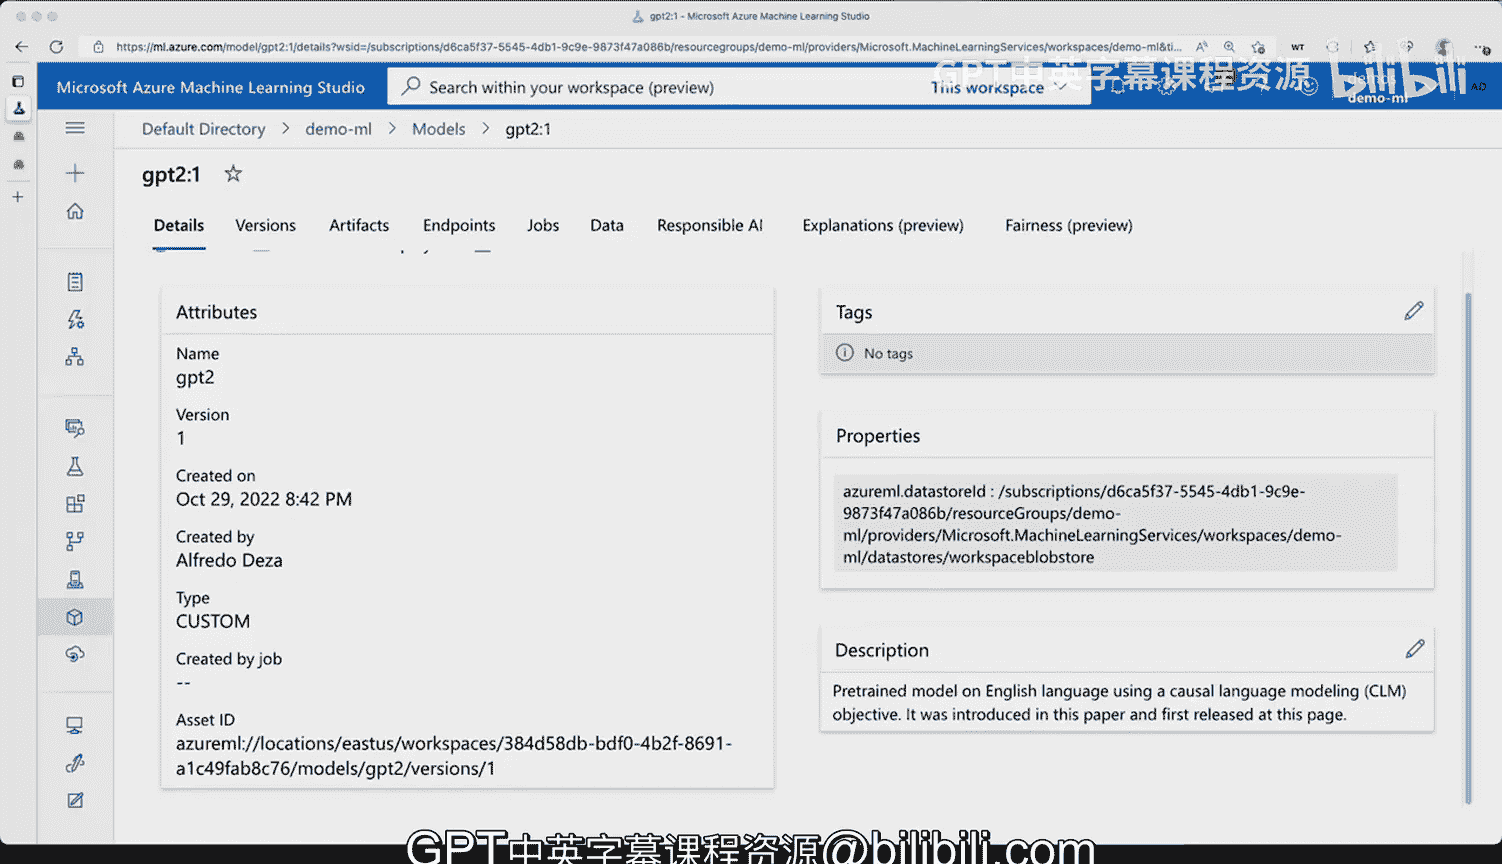 gpt2:1 - Microsoft Azure Machine Learning Studio
https://ml.azure.com/model/gpt2:1/details?wsid=/subscriptions/d6ca5f37-5545-4db1-9c9e-9873f47a086b/resourcegroups/demo-ml/providers/Microsoft.MachineLearningServices/workspaces/demo-ml&ti...
WT
GPT中英字幕课程资源
bilibili
Microsoft Azure Machine Learning Studio
Search within your workspace (preview)
This workspace
demo-ml
AD
Default Directory > demo-ml > Models > gpt2:1
gpt2:1
Details Versions Artifacts Endpoints Jobs Data Responsible AI Explanations (preview) Fairness (preview)
Attributes
Name
gpt2
Version
1
Created on
Oct 29, 2022 8:42 PM
Created by
Alfredo Deza
Type
CUSTOM
Created by job
--
Asset ID
azureml://locations/eastus/workspaces/384d58db-bdf0-4b2f-8691-
a1c49fab8c76/models/gpt2/versions/1
Tags
No tags
Properties
azureml.datastoreId : /subscriptions/d6ca5f37-5545-4db1-9c9e-
9873f47a086b/resourceGroups/demo-
ml/providers/Microsoft.MachineLearningServices/workspaces/demo-
ml/datastores/workspaceblobstore
Description
Pretrained model on English language using a causal language modeling (CLM)
objective. It was introduced in this paper and first released at this page.
GPT中英字幕课程资源@bilibili.com